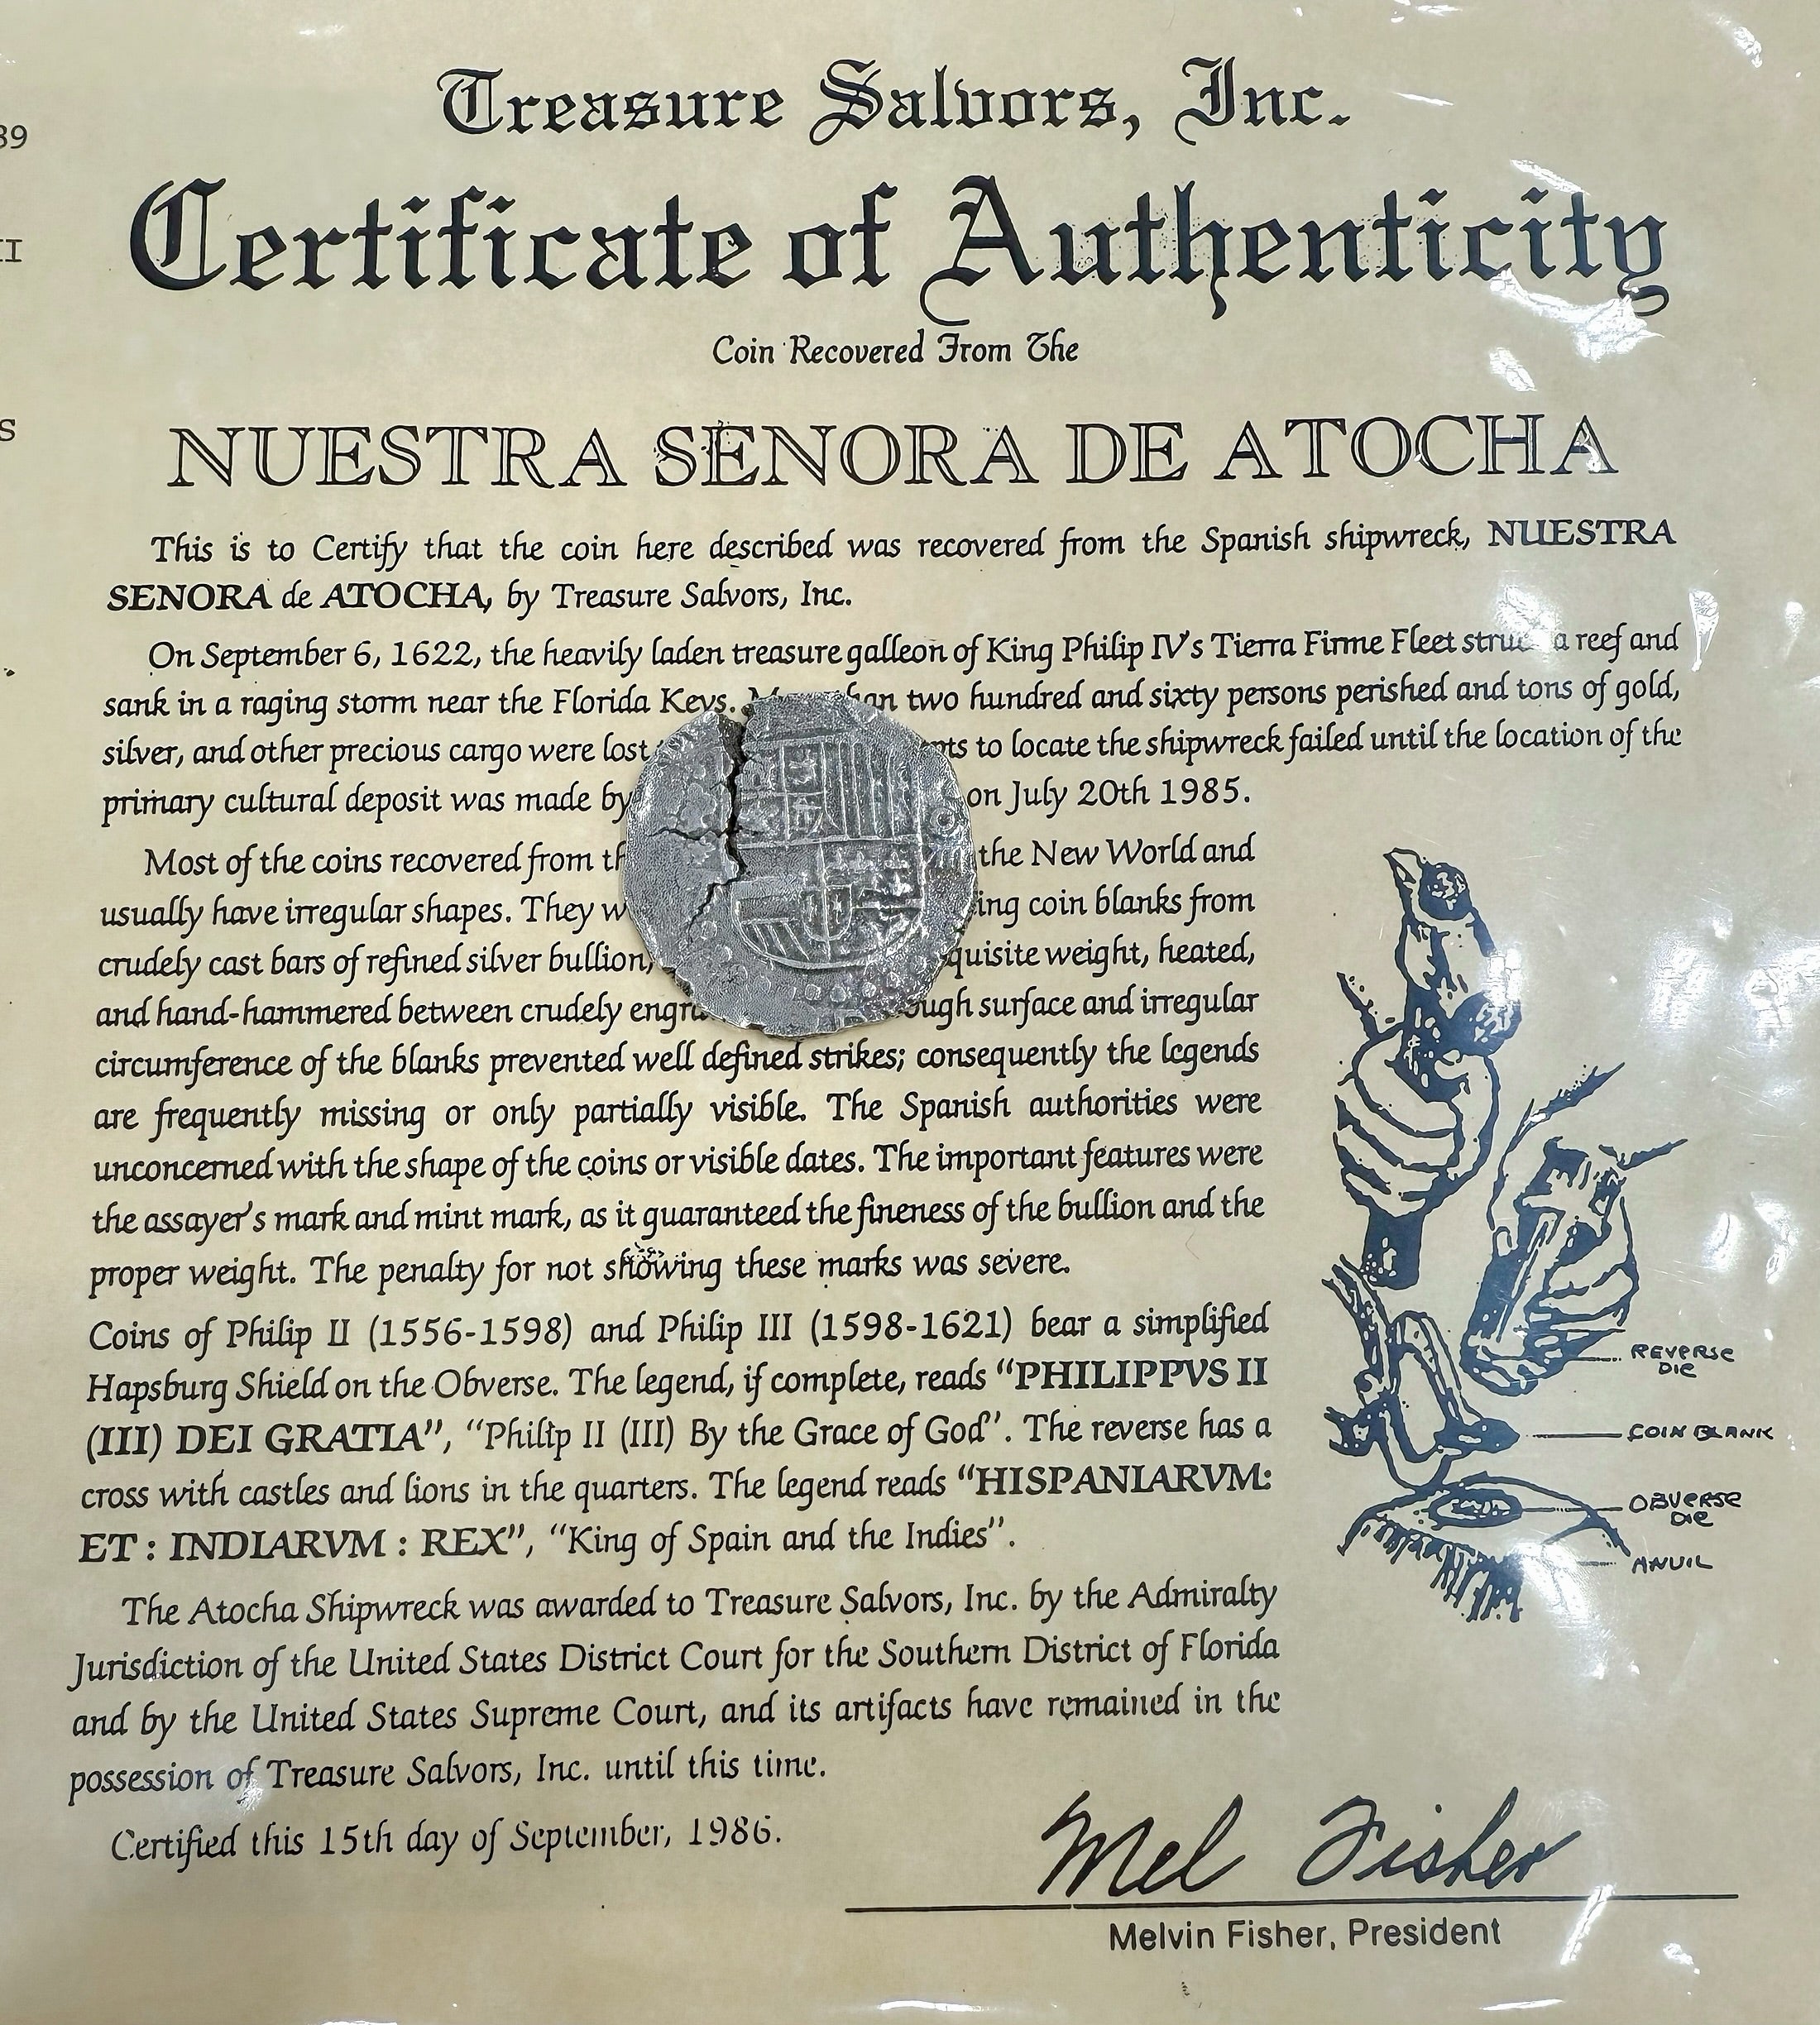 Treasure Salvors, Inc.
Certificate of Authenticity
Coin Recovered From The
NUESTRA SENORA DE ATOCHA
This is to Certify that the coin here described was recovered from the Spanish shipwreck, NUESTRA
SENORA de ATOCHA, by Treasure Salvors, Inc.
On September 6, 1622, the heavily laden treasure galleon of King Philip IV's Tierra Firme Fleet struc a reef and
sank in a raging storm near the Florida Keys. two hundred and sixty persons perished and tons of gold,
silver, and other precious cargo were lost to locate the shipwreck failed until the location of the
primary cultural deposit was made by on July 20th 1985.
Most of the coins recovered from the New World and
usually have irregular shapes. They coin blanks from
crudely cast bars of refined silver bullion, weight, heated,
and hand-hammered between crudely surface and irregular
circumference of the blanks prevented well defined strikes; consequently the legends
are frequently missing or only partially visible. The Spanish authorities were
unconcerned with the shape of the coins or visible dates. The important features were
the assayer's mark and mint mark, as it guaranteed the fineness of the bullion and the
proper weight. The penalty for not showing these marks was severe.
Coins of Philip II (1556-1598) and Philip III (1598-1621) bear a simplified
Hapsburg Shield on the Obverse. The legend, if complete, reads "PHILIPPVS II
(III) DEI GRATIA", "Philip II (III) By the Grace of God". The reverse has a
cross with castles and lions in the quarters. The legend reads "HISPANIARVM:
ET : INDIARVM : REX", "King of Spain and the Indies".
The Atocha Shipwreck was awarded to Treasure Salvors, Inc. by the Admiralty
Jurisdiction of the United States District Court for the Southern District of Florida
and by the United States Supreme Court, and its artifacts have remained in the
possession of Treasure Salvors, Inc. until this time.
Certified this 15th day of September, 1986.
REVERSE
DIE
COIN BLANK
OBVERSE
DIE
ANVIL
Mel Fisher
Melvin Fisher, President
89
II
S